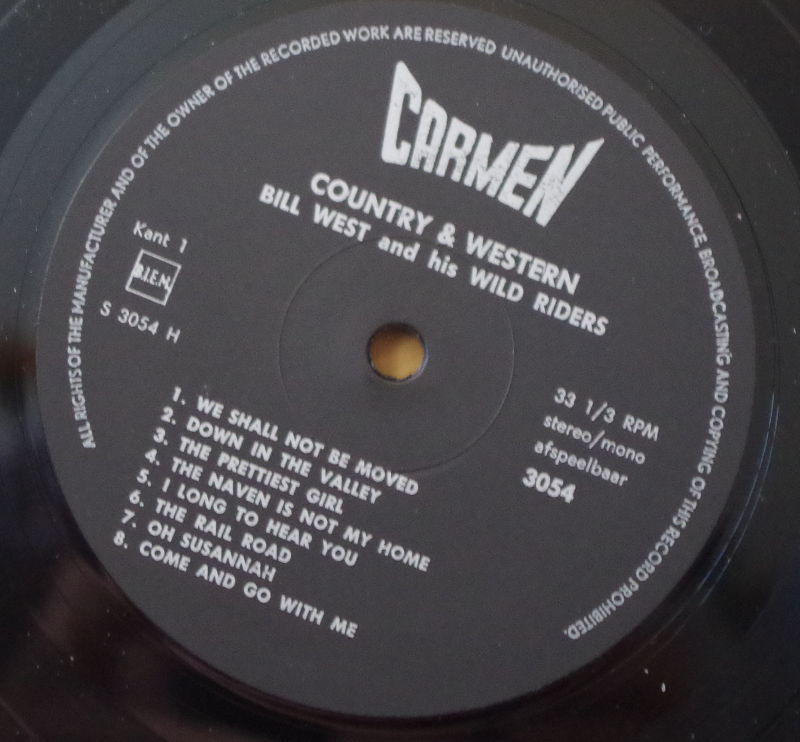 ALL RIGHTS OF THE MANUFACTURER AND OF THE OWNER OF THE RECORDED WORK ARE RESERVED UNAUTHORISED PUBLIC PERFORMANCE BROADCASTING AND COPYING OF THIS RECORD PROHIBITED.
CARMEN
COUNTRY & WESTERN
BILL WEST and his WILD RIDERS
Kant 1
B.I.E.M.
S 3054 H
33 1/3 RPM
stereo/mono
afspeelbaar
3054
1. WE SHALL NOT BE MOVED
2. DOWN IN THE VALLEY
3. THE PRETTIEST GIRL
4. THE NAVEN IS NOT MY HOME
5. I LONG TO HEAR YOU
6. THE RAIL ROAD
7. OH SUSANNAH
8. COME AND GO WITH ME